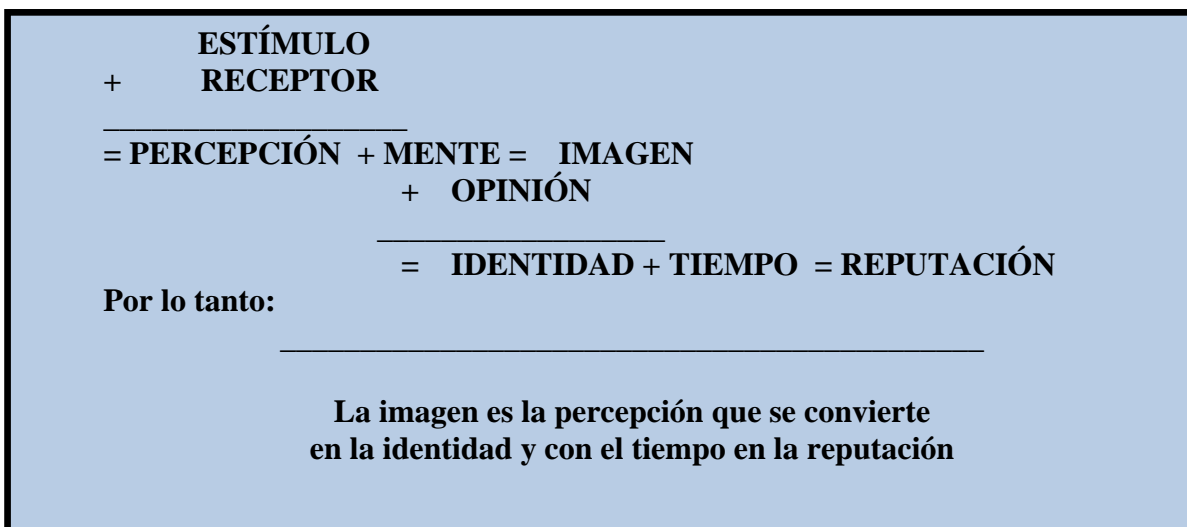 ESTÍMULO
+ RECEPTOR
= PERCEPCIÓN + MENTE = IMAGEN
+ OPINIÓN
= IDENTIDAD + TIEMPO = REPUTACIÓN
Por lo tanto:
La imagen es la percepción que se convierte
en la identidad y con el tiempo en la reputación